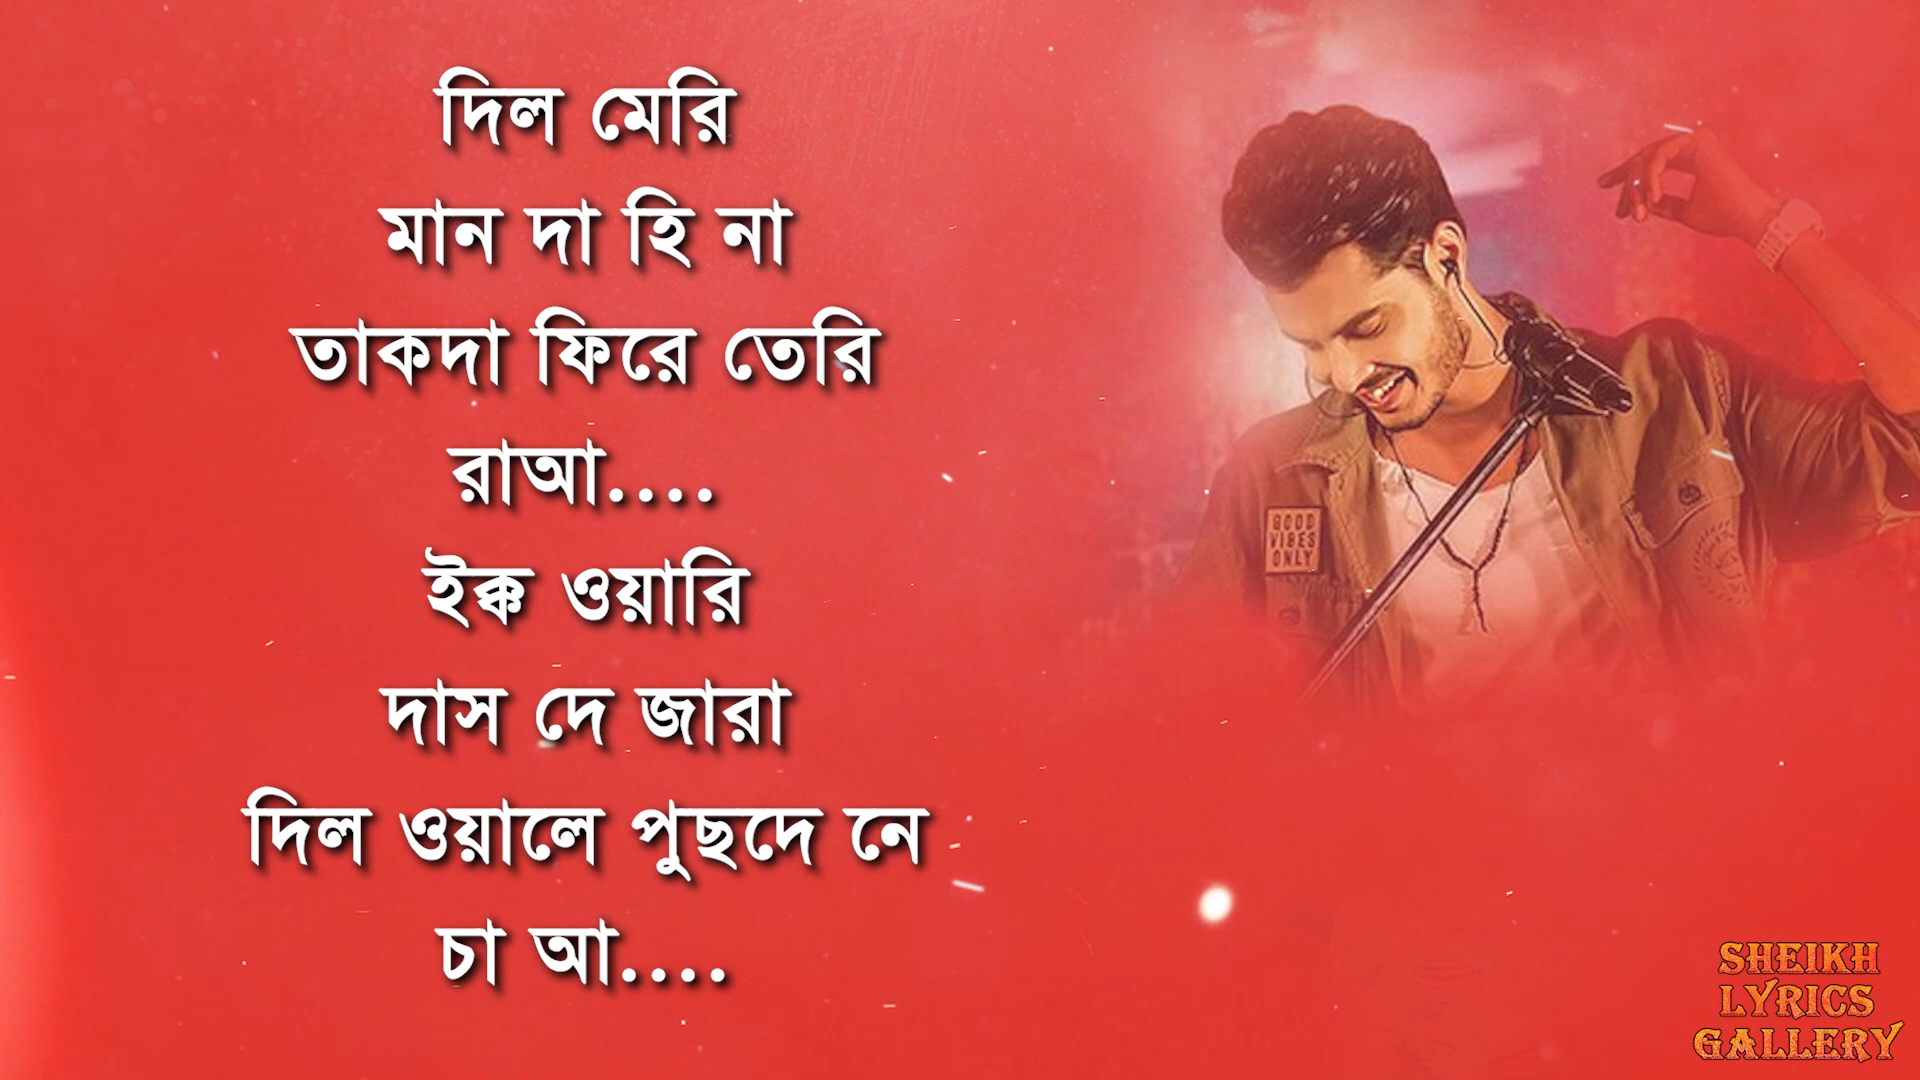 দিল মেরি
মান দা হি না
তাকদা ফিরে তেরি
রাআ....
ইক্ক ওয়ারি
দাস দে জারা
দিল ওয়ালে পুছদে নে
চা আ....
GOOD
VIBES
ONLY
SHEIKH
LYRICS
GALLERY